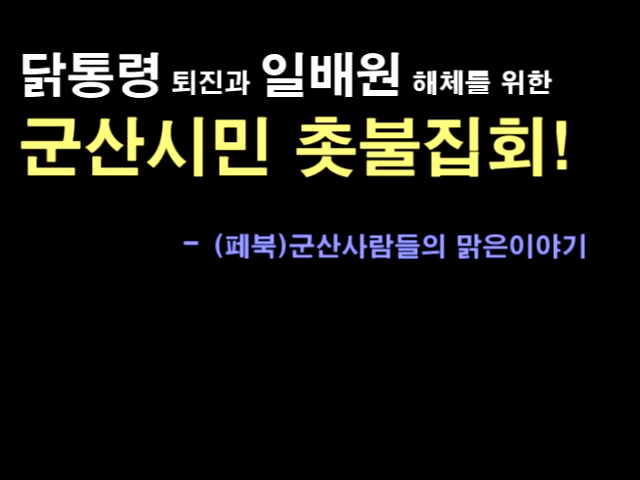 닭통령 퇴진과 일배원 해체를 위한
군산시민 촛불집회!
- (페북)군산사람들의 맑은이야기